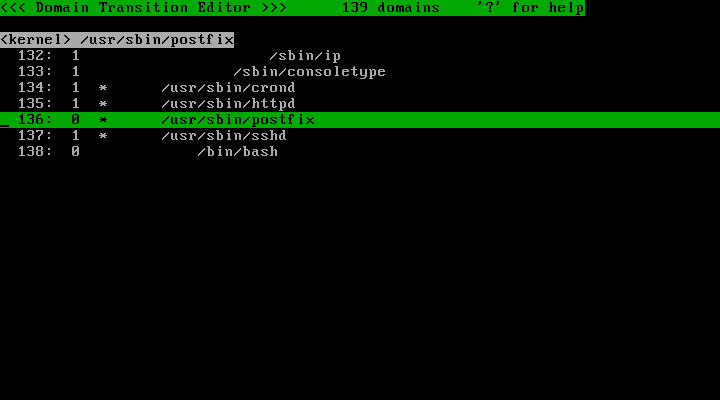 <<< Domain Transition Editor >>>      139 domains    '?' for help
<kernel> /usr/sbin/postfix
132:  1                     /sbin/ip
133:  1                 /sbin/consoletype
134:  1  *      /usr/sbin/crond
135:  1  *      /usr/sbin/httpd
136:  0  *      /usr/sbin/postfix
137:  1  *      /usr/sbin/sshd
138:  0             /bin/bash